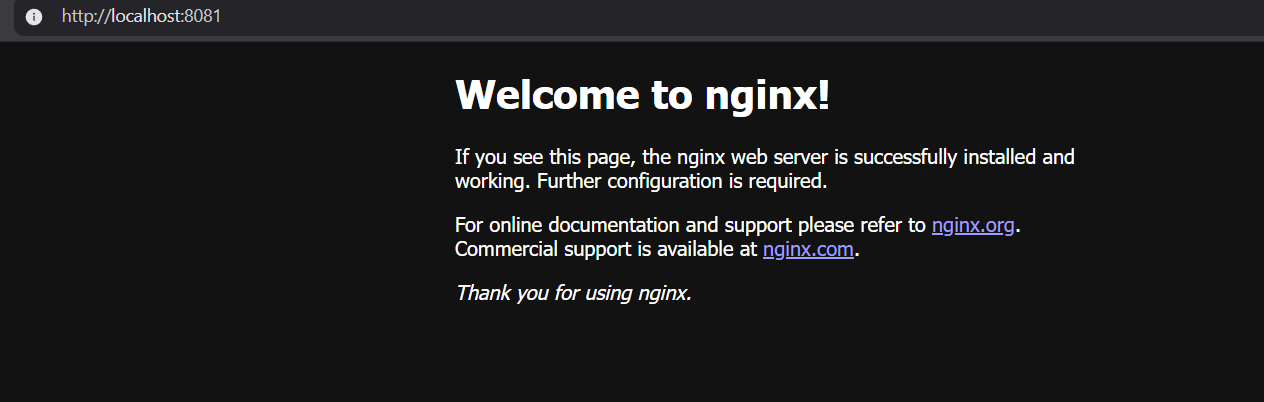 http://localhost:8081
Welcome to nginx!
If you see this page, the nginx web server is successfully installed and
working. Further configuration is required.
For online documentation and support please refer to nginx.org.
Commercial support is available at nginx.com.
Thank you for using nginx.